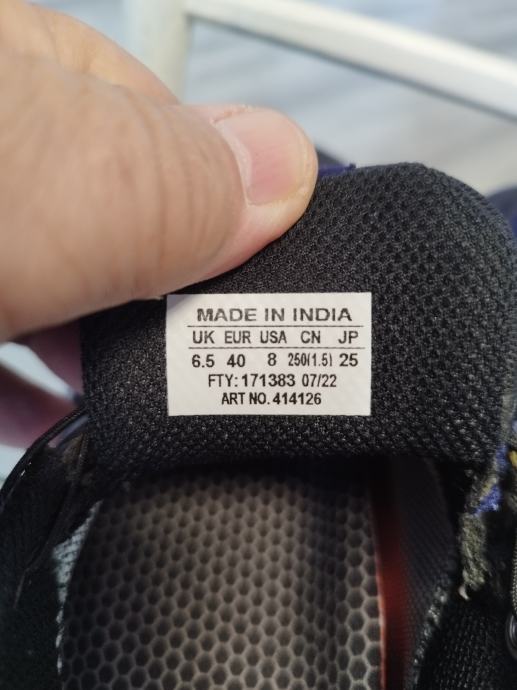 MADE IN INDIA
UK EUR USA CN JP
6.5 40 8 250(1.5) 25
FTY: 171383 07/22
ART NO. 414126